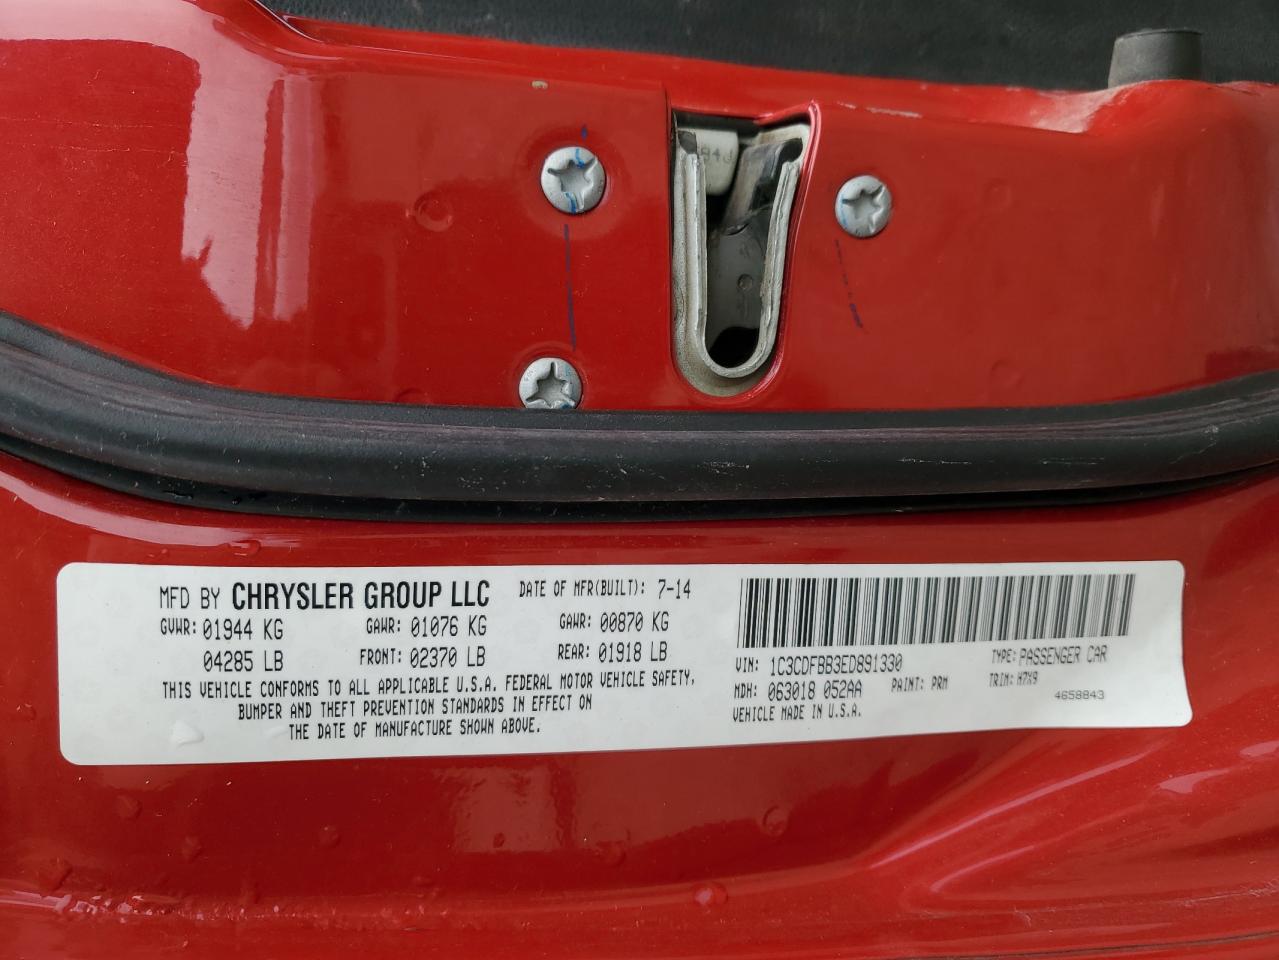 MFD BY CHRYSLER GROUP LLC DATE OF MFR(BUILT): 7-14
GVWR: 01944 KG GAWR: 01076 KG GAWR: 00870 KG
04285 LB FRONT: 02370 LB REAR: 01918 LB
THIS VEHICLE CONFORMS TO ALL APPLICABLE U.S.A. FEDERAL MOTOR VEHICLE SAFETY,
BUMPER AND THEFT PREVENTION STANDARDS IN EFFECT ON
THE DATE OF MANUFACTURE SHOWN ABOVE.
VIN: 1C3CDFBB3ED891330 TYPE: PASSENGER CAR
MDH: 063018 052AA PAINT: PRM TRIM: H7X9
VEHICLE MADE IN U.S.A. 4658843